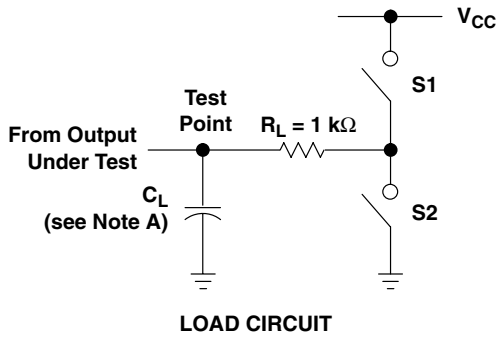 VCC
S1
Test
Point
RL = 1 kΩ
From Output
Under Test
CL
(see Note A)
S2
LOAD CIRCUIT